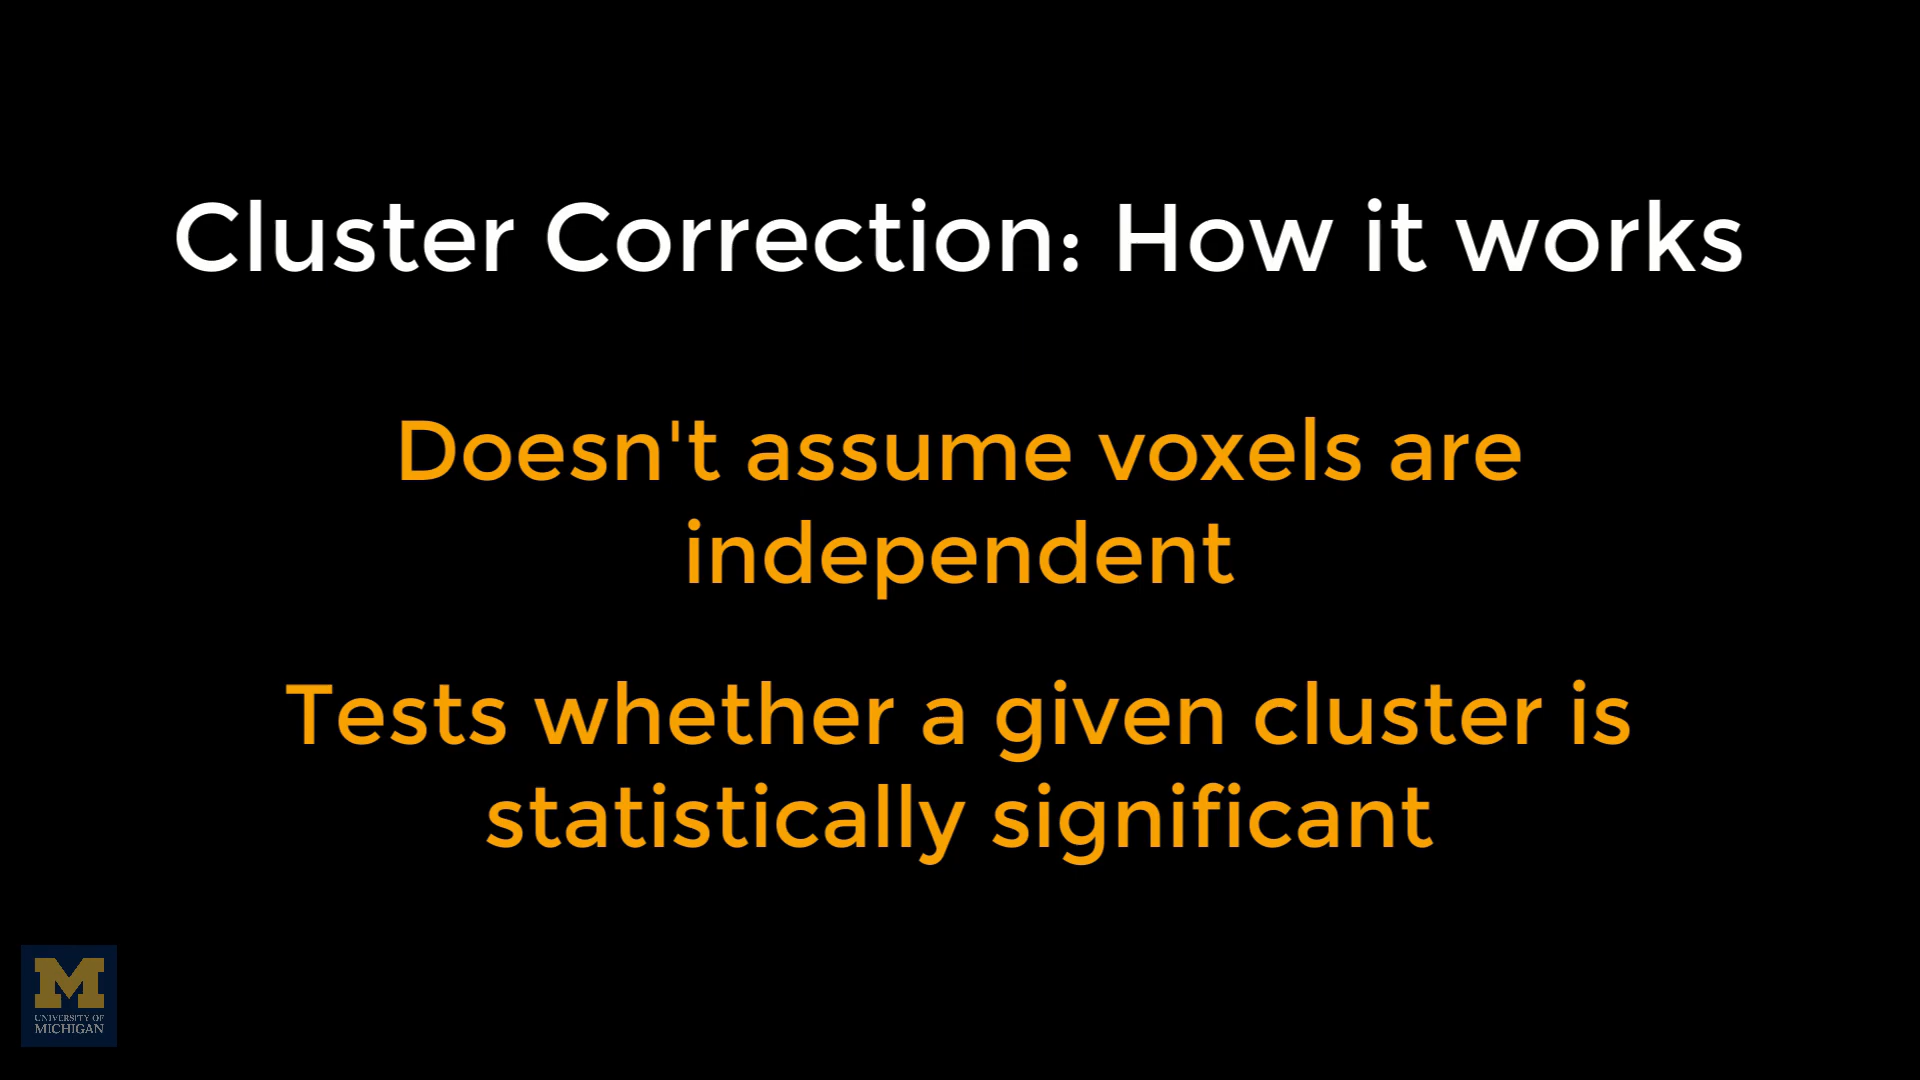 Cluster Correction: How it works
Doesn't assume voxels are
independent
Tests whether a given cluster is
statistically significant
M
UNIVERSITY OF
MICHIGAN